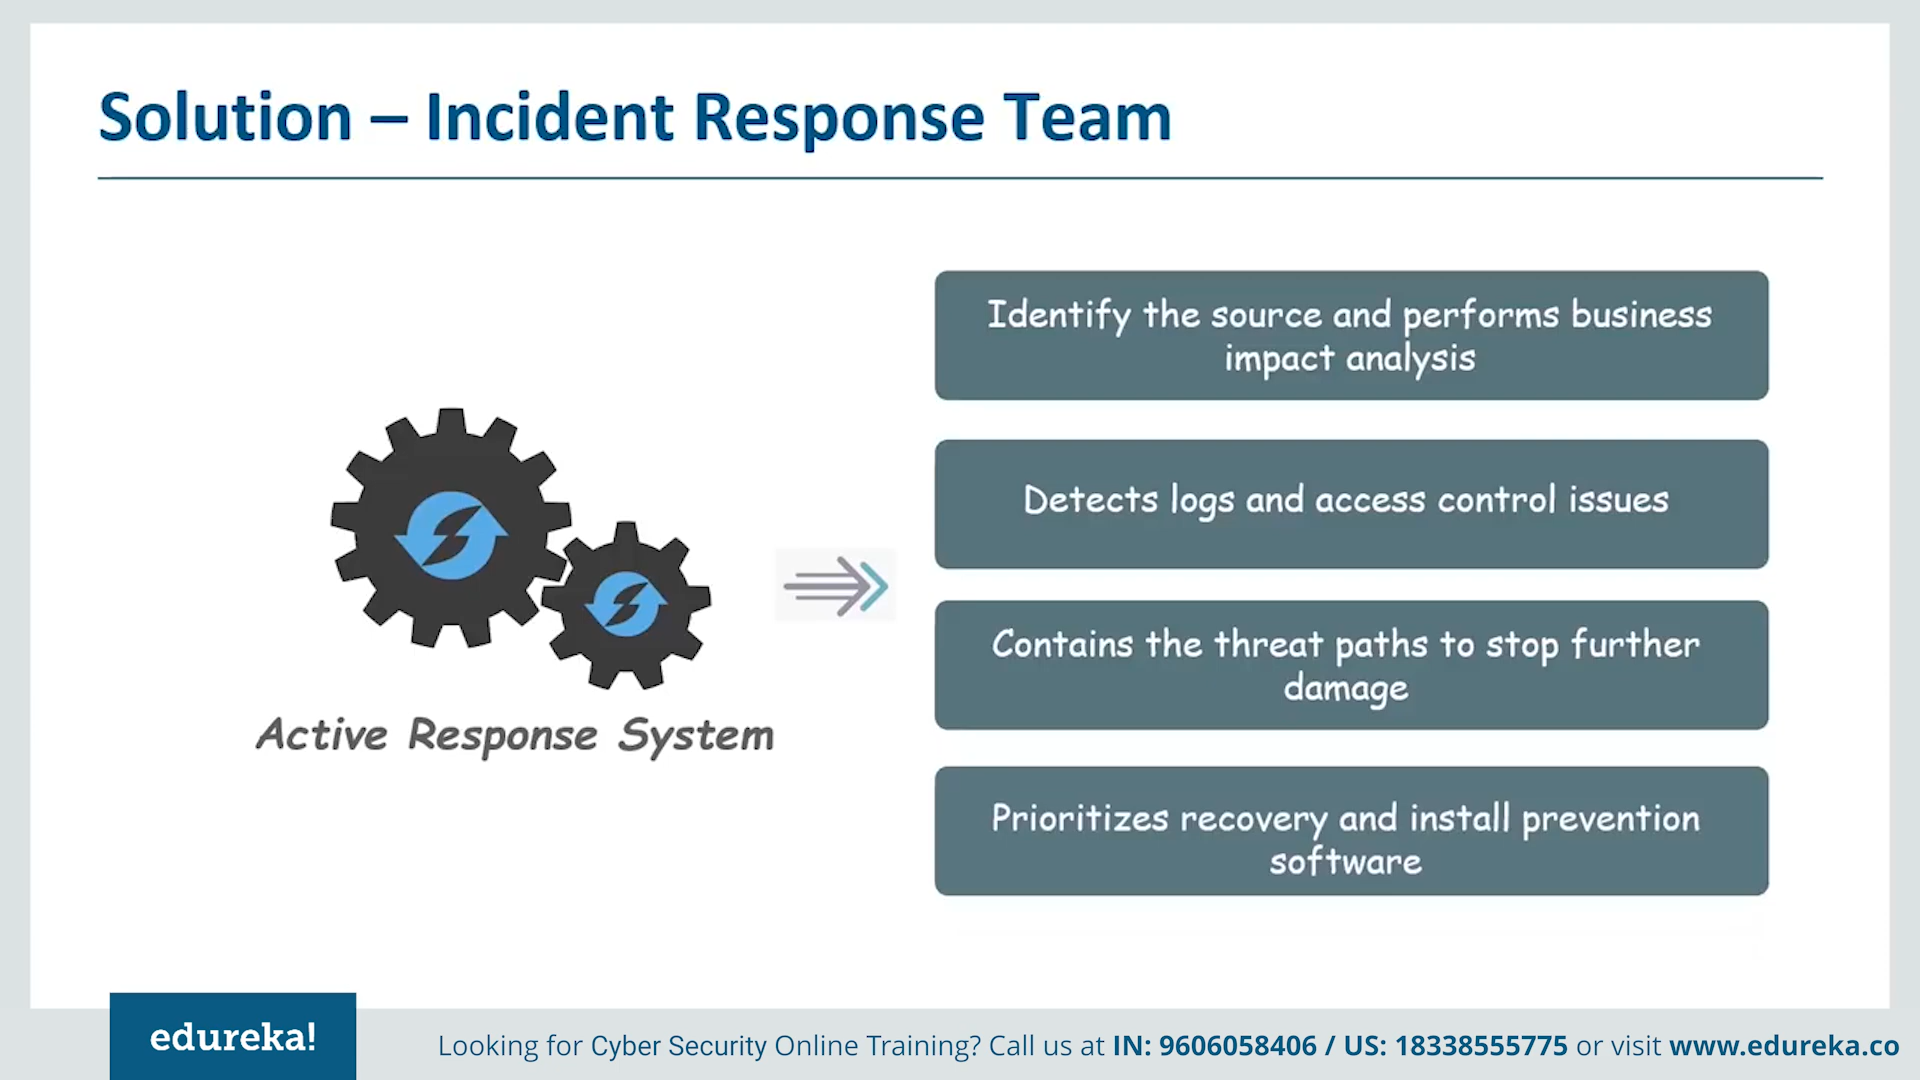 Solution – Incident Response Team
Identify the source and performs business
impact analysis
Detects logs and access control issues
Contains the threat paths to stop further
damage
Prioritizes recovery and install prevention
software
Active Response System
edureka!
Looking for Cyber Security Online Training? Call us at IN: 9606058406 / US: 18338555775 or visit www.edureka.co